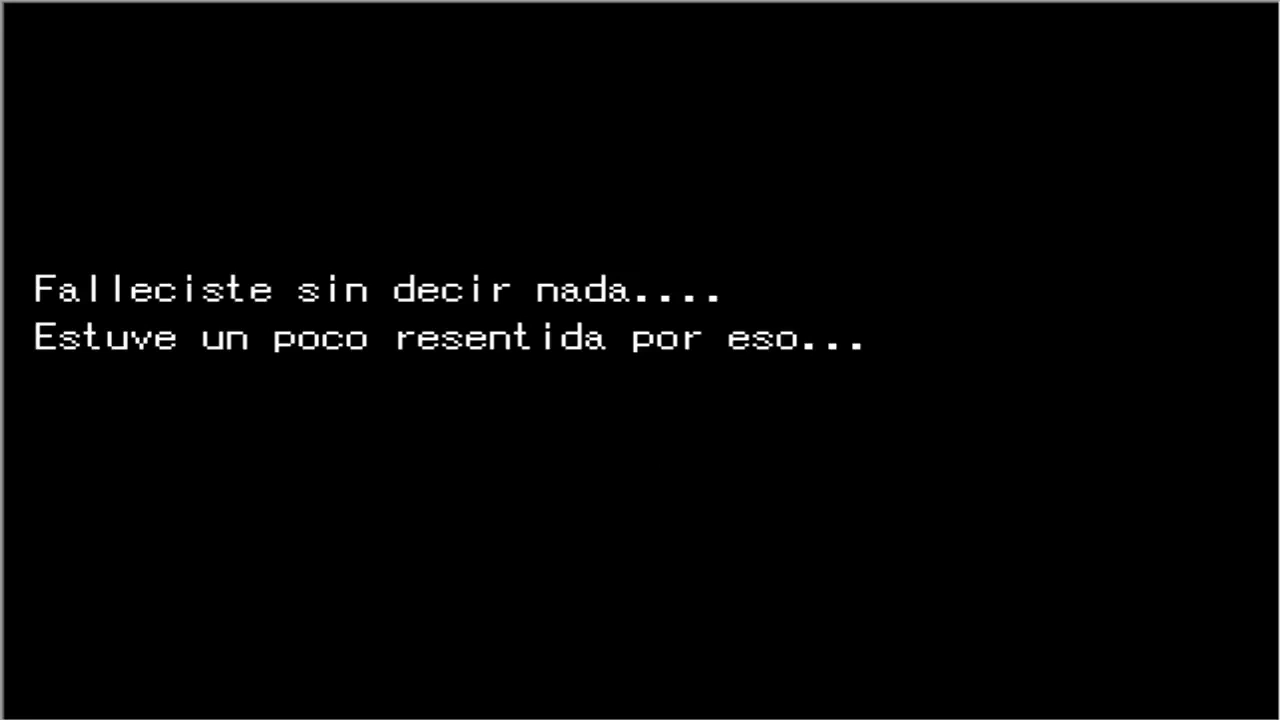 Falleciste sin decir nada....
Estuve un poco resentida por eso...